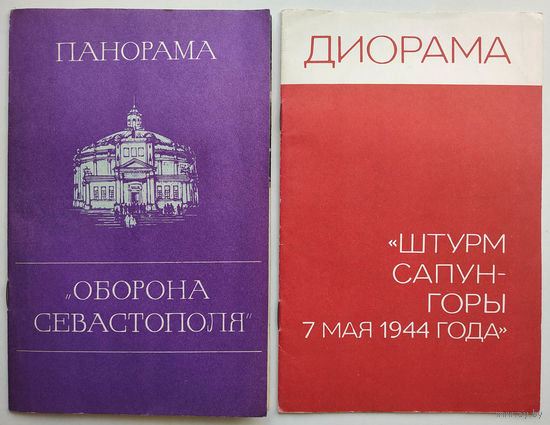 ПАНОРАМА
„ОБОРОНА
СЕВАСТОПОЛЯ"
ДИОРАМА
«ШТУРМ
САПУН-
ГОРЫ
7 МАЯ 1944 ГОДА»